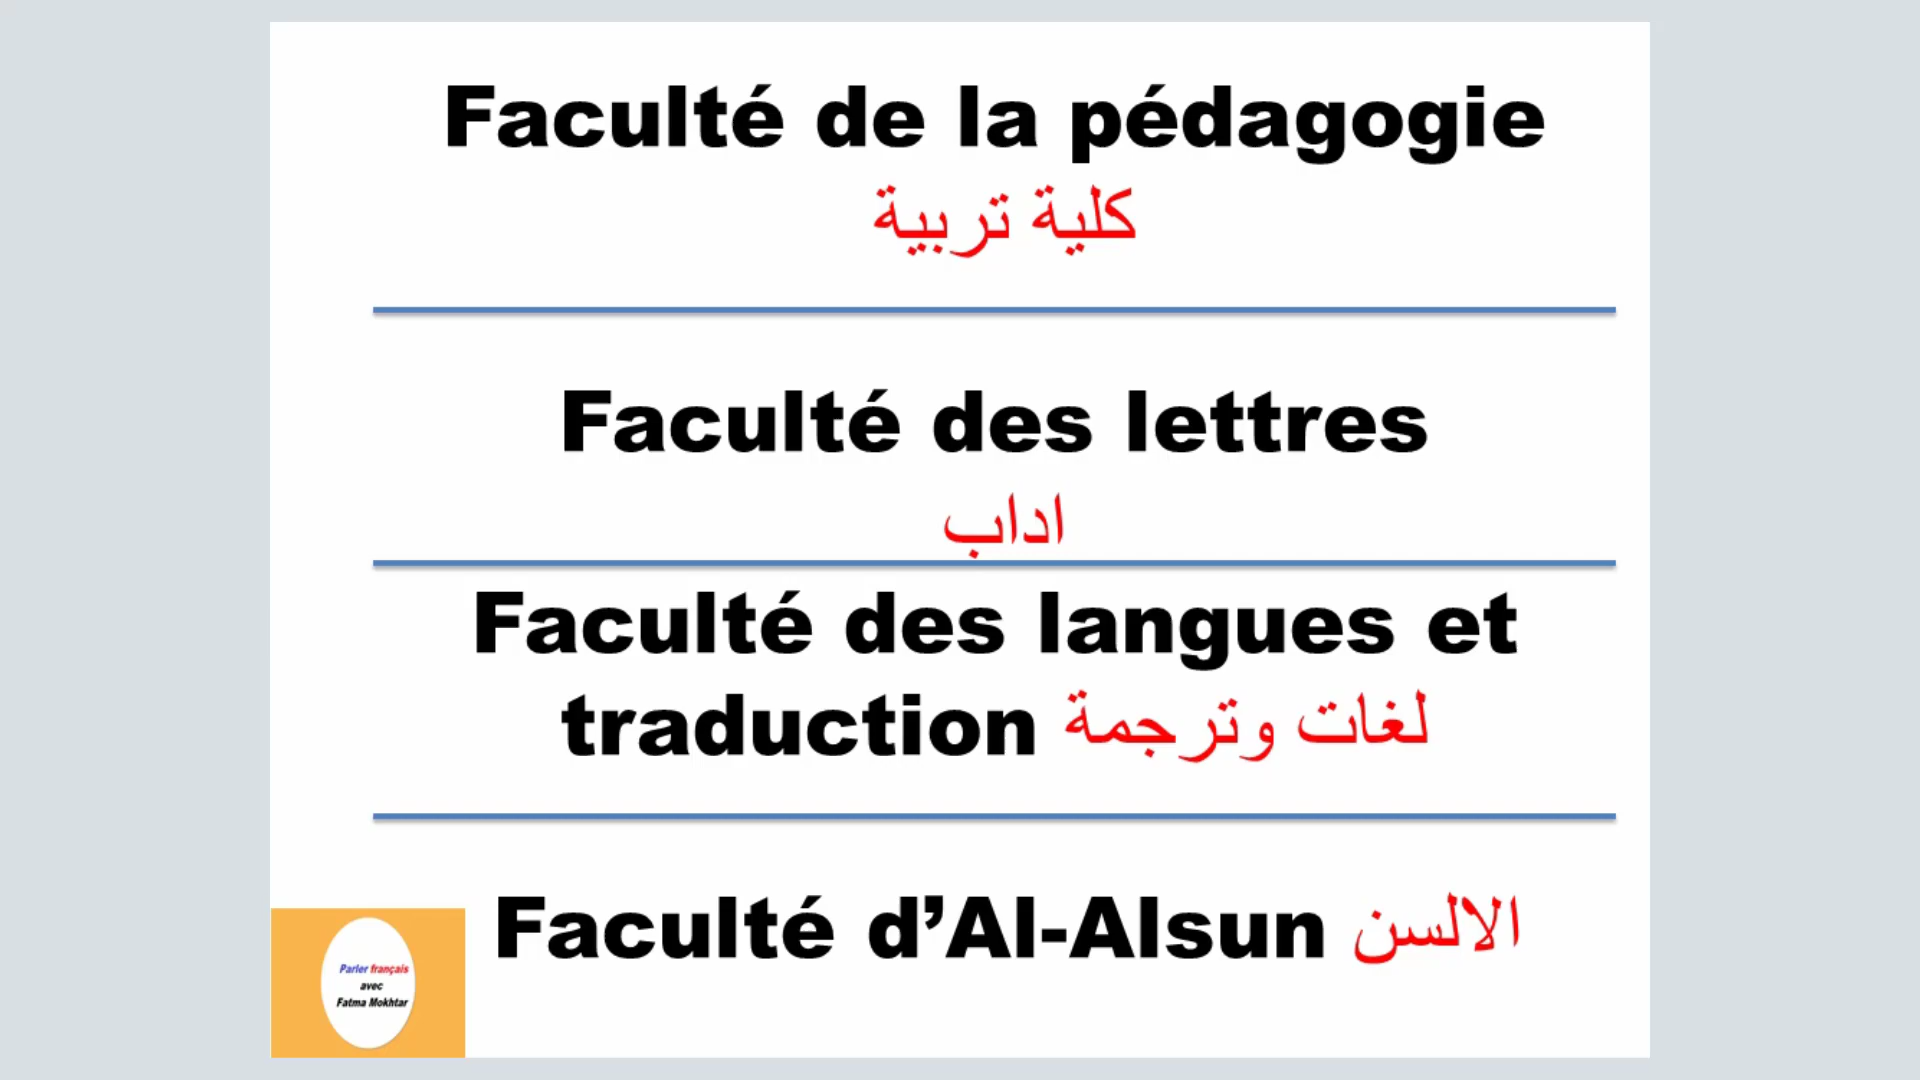 Faculté de la pédagogie
كلية تربية
Faculté des lettres
اداب
Faculté des langues et
traduction لغات وترجمة
Faculté d’Al-Alsun الالسن
Parler français
avec
Fatma Mokhtar